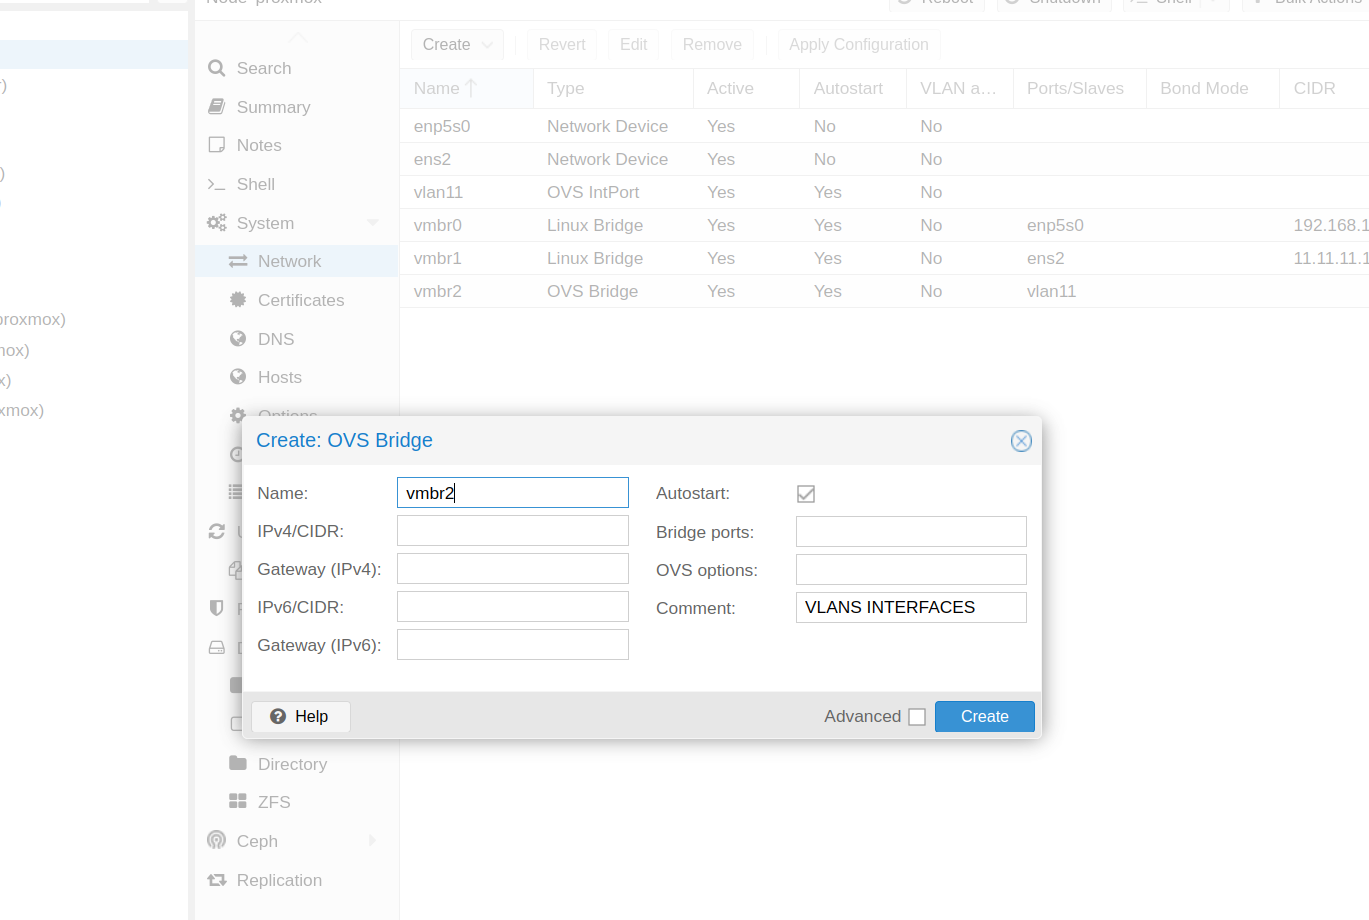 Node 'proxmox'
Reboot
Shutdown
Shell
Bulk Actions
Search
Summary
Notes
Shell
System
Network
Certificates
DNS
Hosts
Options
Directory
ZFS
Ceph
Replication
r)
)
)
proxmox)
nox)
x)
xmox)
Create Revert Edit Remove Apply Configuration
Name Type Active Autostart VLAN a... Ports/Slaves Bond Mode CIDR
enp5s0 Network Device Yes No No
ens2 Network Device Yes No No
vlan11 OVS IntPort Yes Yes No
vmbr0 Linux Bridge Yes Yes No enp5s0 192.168.1
vmbr1 Linux Bridge Yes Yes No ens2 11.11.11.1
vmbr2 OVS Bridge Yes Yes No vlan11
Create: OVS Bridge
Name: vmbr2
IPv4/CIDR:
Gateway (IPv4):
IPv6/CIDR:
Gateway (IPv6):
Autostart:
Bridge ports:
OVS options:
Comment: VLANS INTERFACES
Help
Advanced
Create